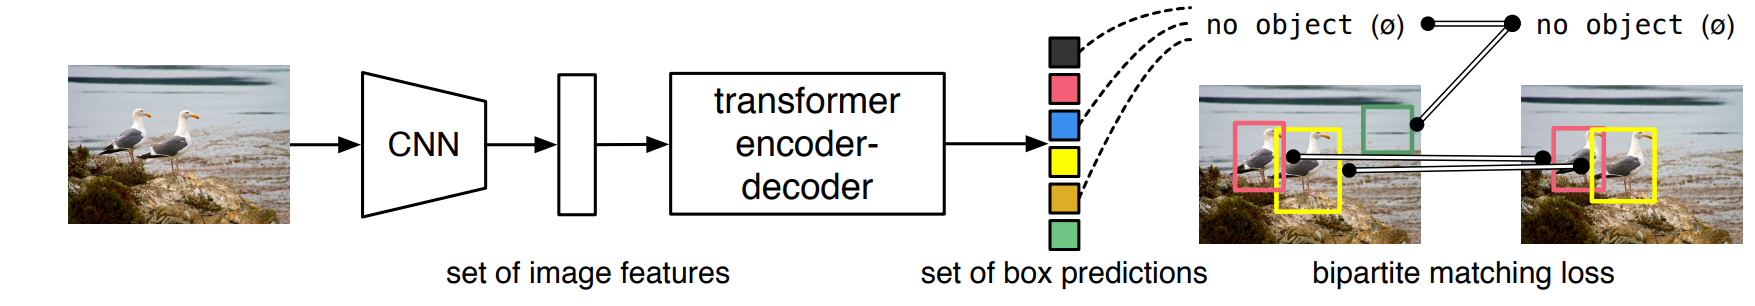 no object (ø)
no object (ø)
CNN
transformer
encoder-
decoder
set of image features
set of box predictions
bipartite matching loss